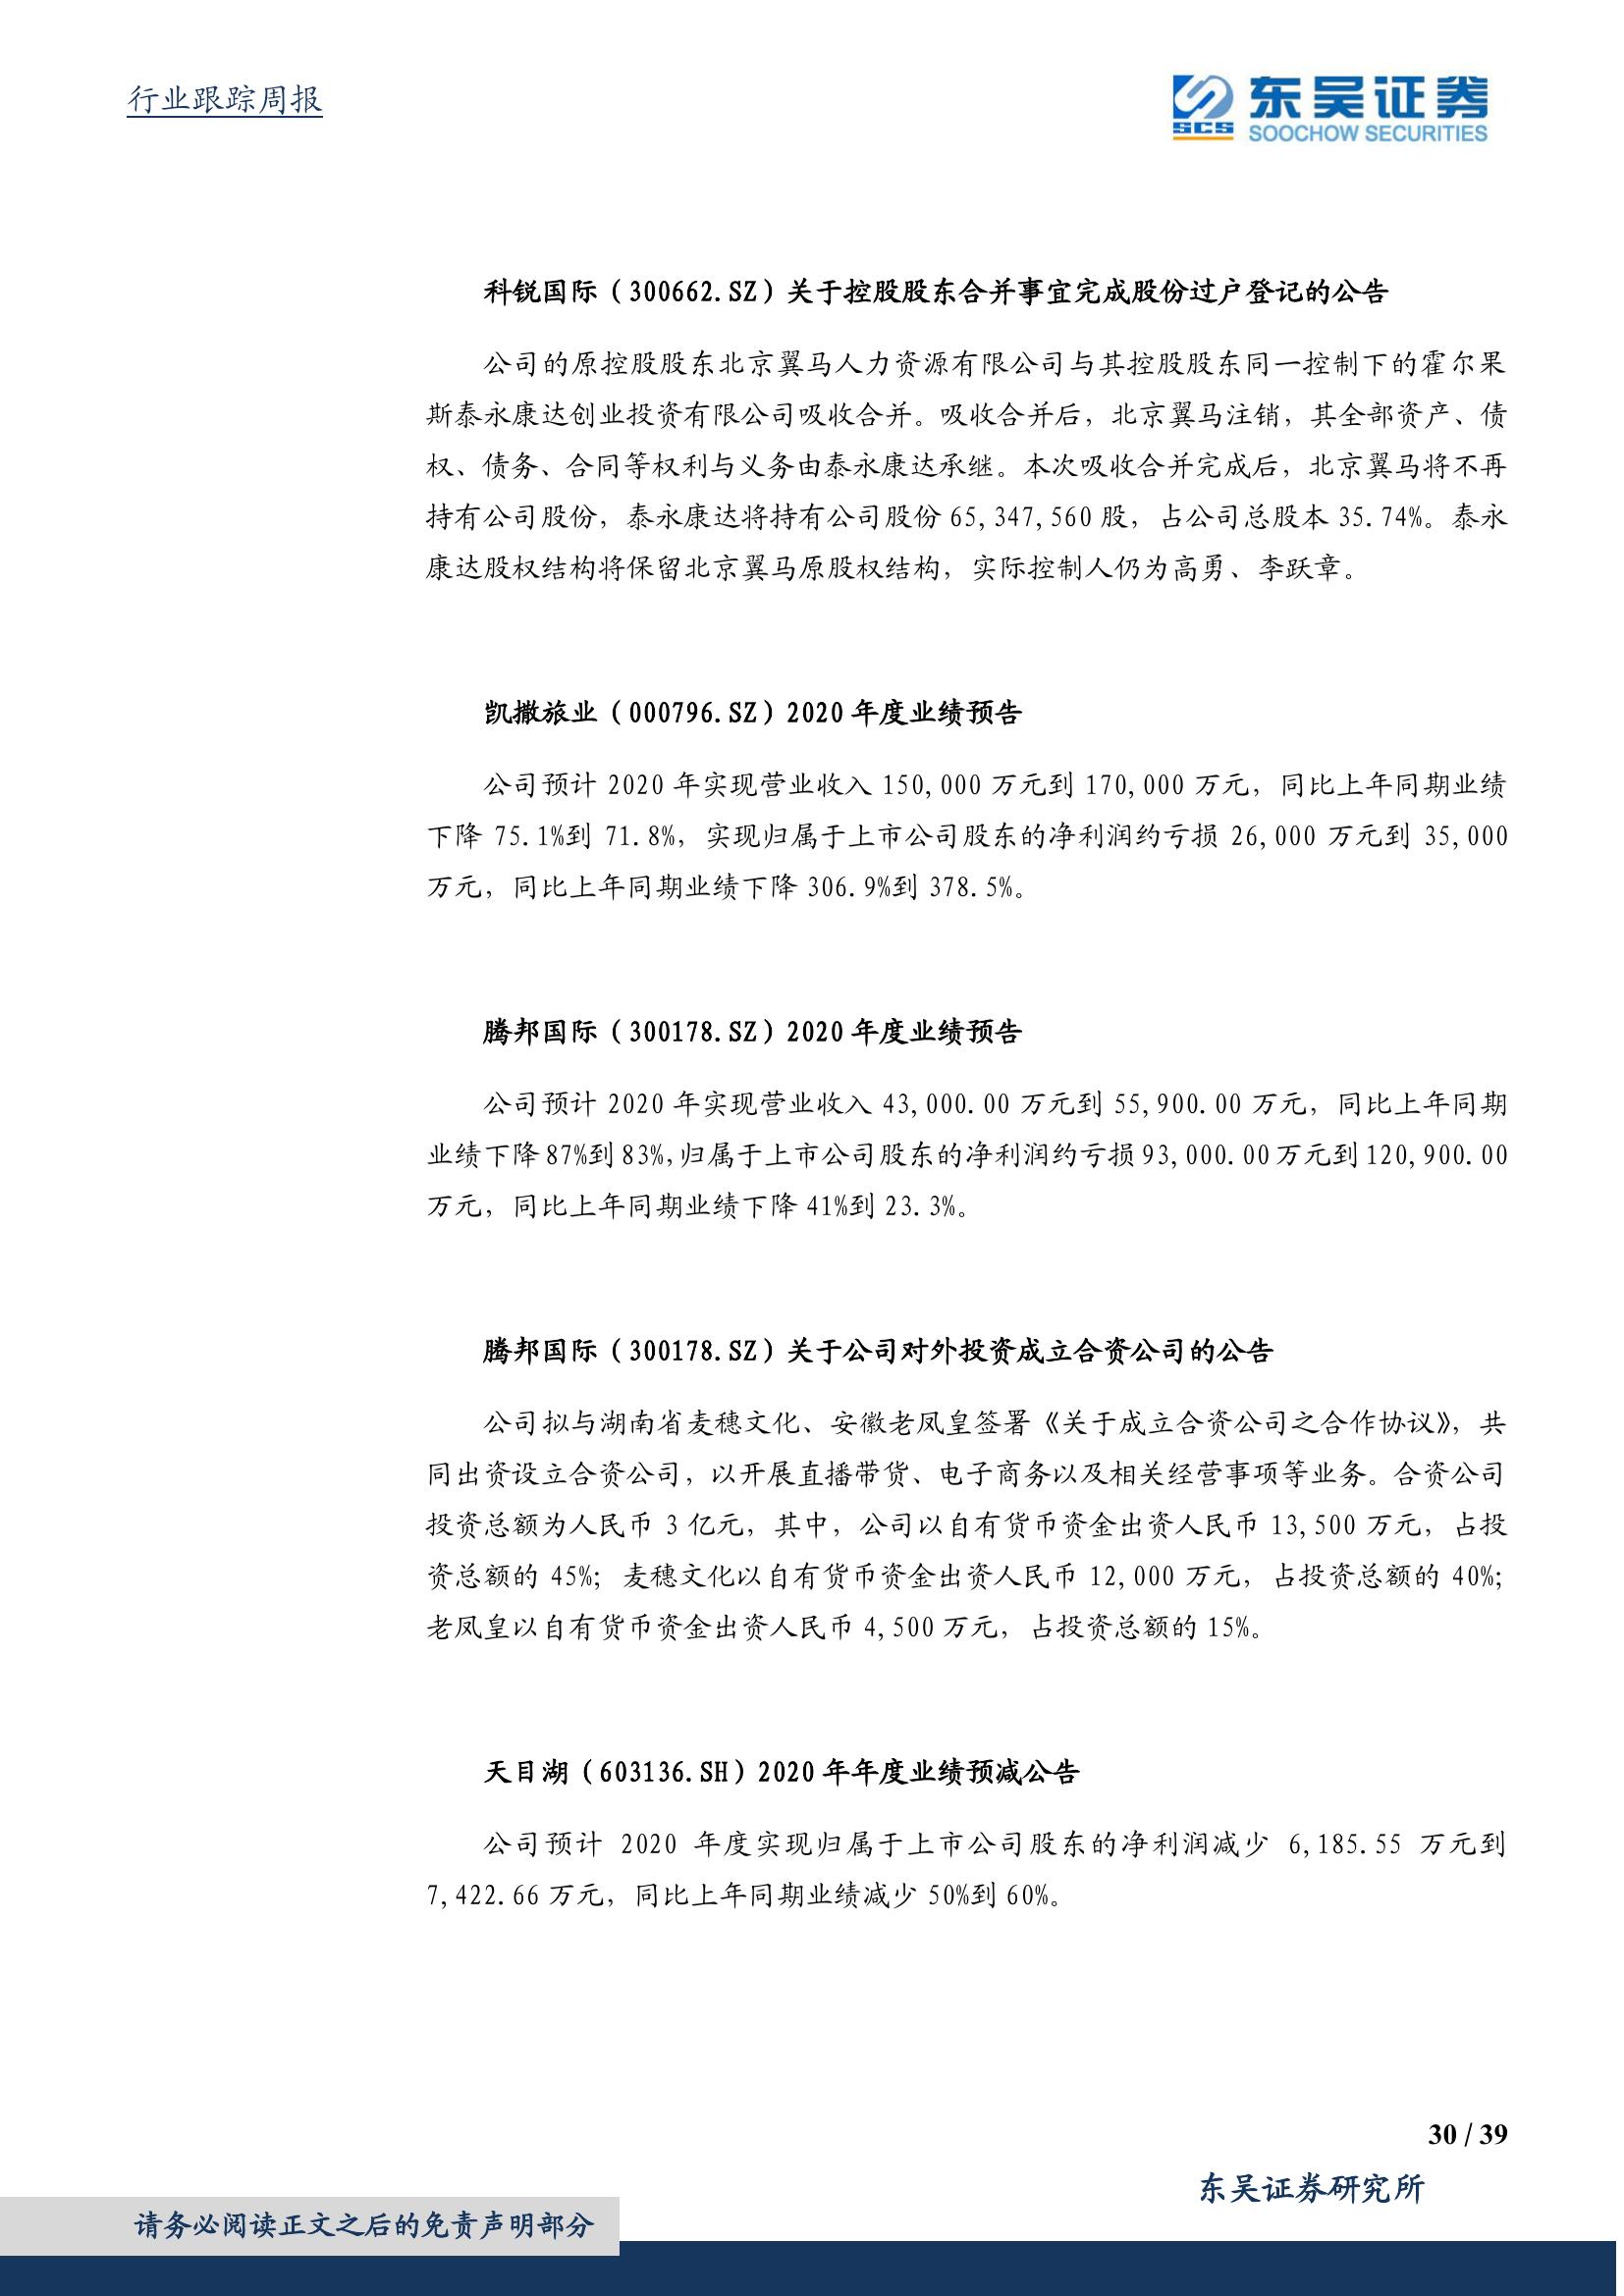 行业跟踪周报
SCS 东吴证券
SOOCHOW SECURITIES
科锐国际（300662.SZ）关于控股股东合并事宜完成股份过户登记的公告
公司的原控股股东北京翼马人力资源有限公司与其控股股东同一控制下的霍尔果
斯泰永康达创业投资有限公司吸收合并。吸收合并后，北京翼马注销，其全部资产、债
权、债务、合同等权利与义务由泰永康达承继。本次吸收合并完成后，北京翼马将不再
持有公司股份，泰永康达将持有公司股份 65,347,560 股，占公司总股本 35.74%。泰永
康达股权结构将保留北京翼马原股权结构，实际控制人仍为高勇、李跃章。
凯撒旅业（000796.SZ）2020 年度业绩预告
公司预计 2020 年实现营业收入 150,000 万元到 170,000 万元，同比上年同期业绩
下降 75.1%到 71.8%，实现归属于上市公司股东的净利润约亏损 26,000 万元到 35,000
万元，同比上年同期业绩下降 306.9%到 378.5%。
腾邦国际（300178.SZ）2020 年度业绩预告
公司预计 2020 年实现营业收入 43,000.00 万元到 55,900.00 万元，同比上年同期
业绩下降 87%到 83%，归属于上市公司股东的净利润约亏损 93,000.00 万元到 120,900.00
万元，同比上年同期业绩下降 41%到 23.3%。
腾邦国际（300178.SZ）关于公司对外投资成立合资公司的公告
公司拟与湖南省麦穗文化、安徽老凤皇签署《关于成立合资公司之合作协议》，共
同出资设立合资公司，以开展直播带货、电子商务以及相关经营事项等业务。合资公司
投资总额为人民币 3 亿元，其中，公司以自有货币资金出资人民币 13,500 万元，占投
资总额的 45%；麦穗文化以自有货币资金出资人民币 12,000 万元，占投资总额的 40%；
老凤皇以自有货币资金出资人民币 4,500 万元，占投资总额的 15%。
天目湖（603136.SH）2020 年年度业绩预减公告
公司预计 2020 年度实现归属于上市公司股东的净利润减少 6,185.55 万元到
7,422.66 万元，同比上年同期业绩减少 50%到 60%。
30 / 39
东吴证券研究所
请务必阅读正文之后的免责声明部分